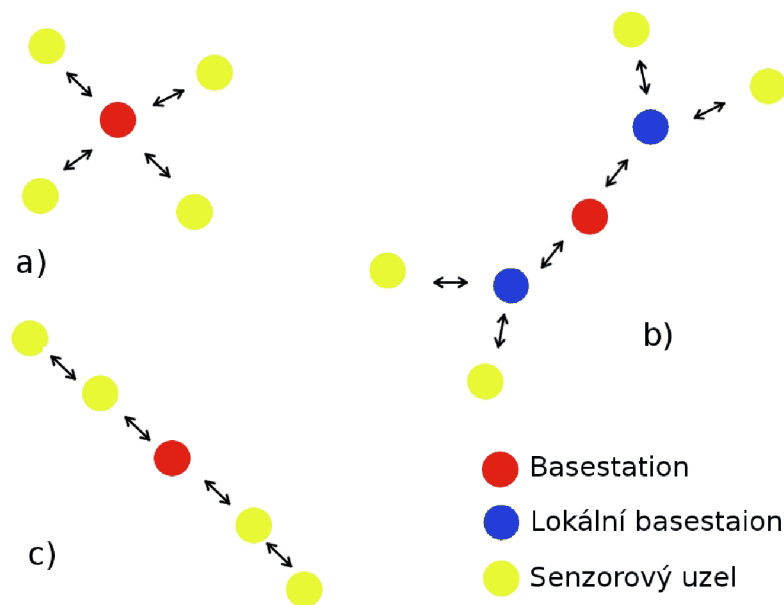 a)
b)
c)
Basestation
Lokální basestaion
Senzorový uzel